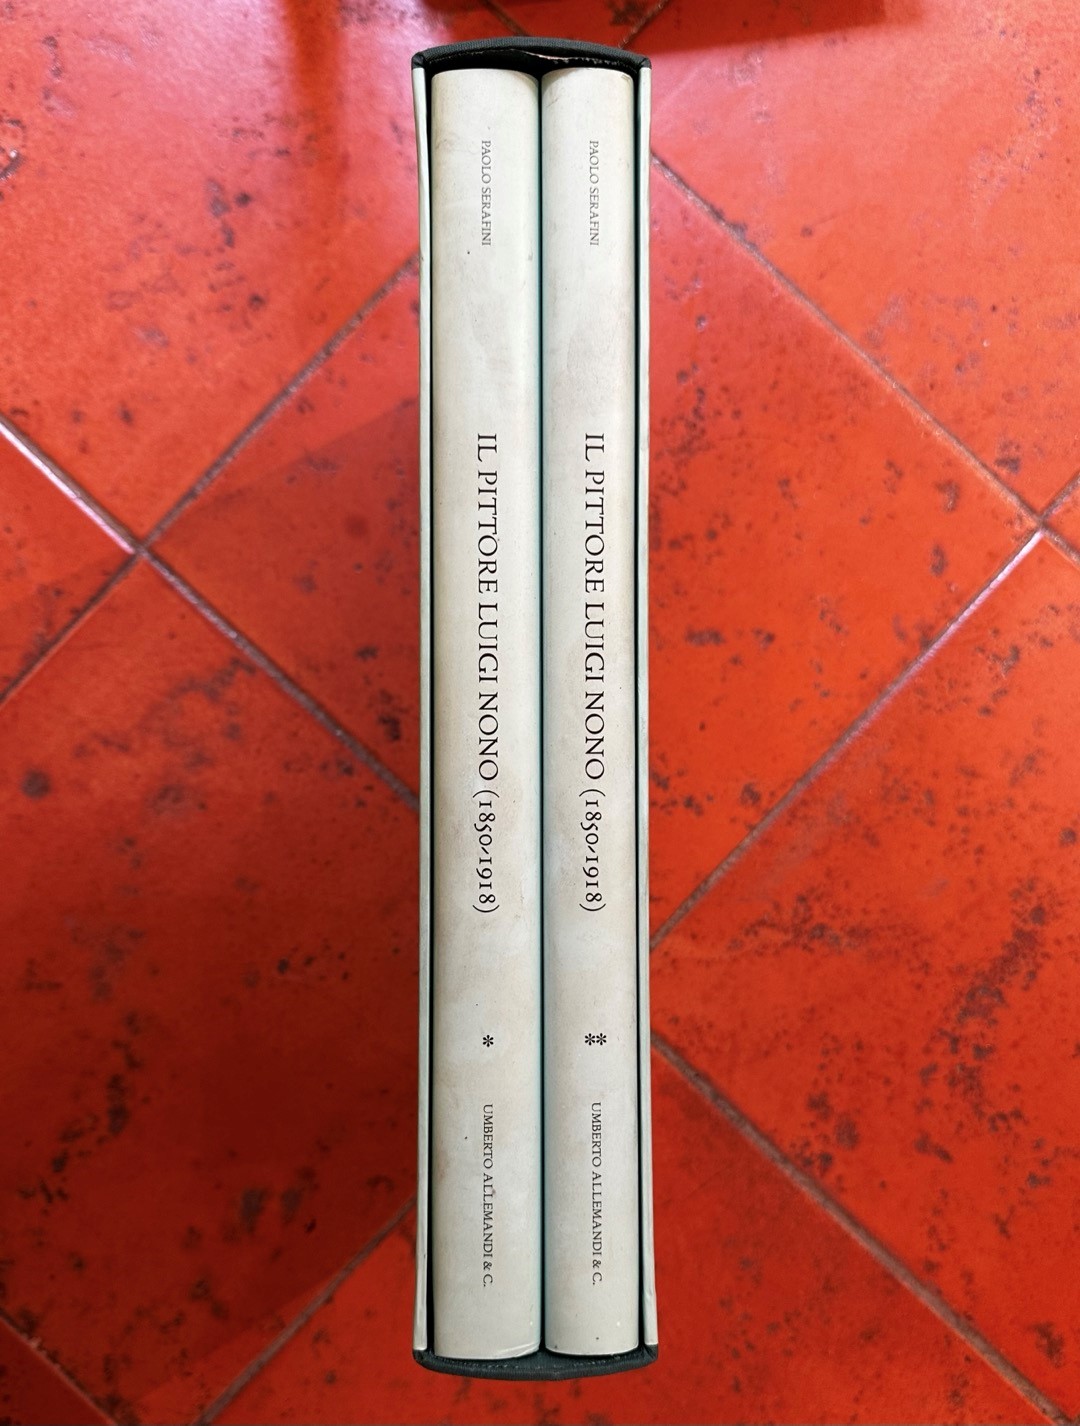 PAOLO SERAFINI
IL PITTORE LUIGI NONO (1850-1918)
*
UMBERTO ALLEMANDI & C.
PAOLO SERAFINI
IL PITTORE LUIGI NONO (1850-1918)
**
UMBERTO ALLEMANDI & C.